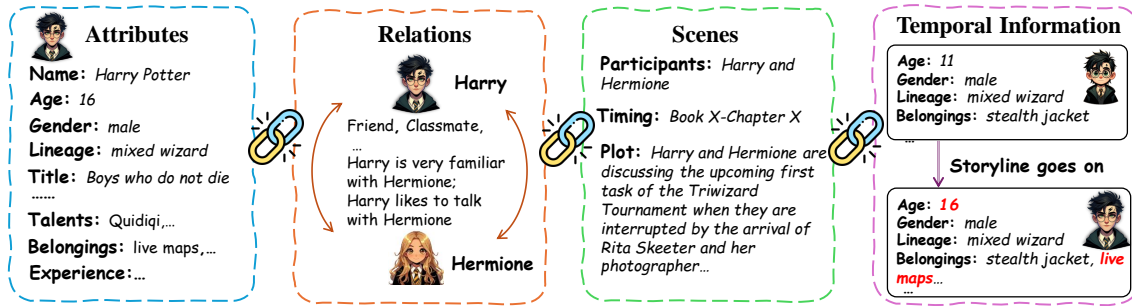 Attributes
Name: Harry Potter
Age: 16
Gender: male
Lineage: mixed wizard
Title: Boys who do not die
......
Talents: Quidiqi,…
Belongings: live maps,…
Experience:…
Relations
Harry
Friend, Classmate,
…
Harry is very familiar
with Hermione;
Harry likes to talk
with Hermione
Hermione
Scenes
Participants: Harry and
Hermione
Timing: Book X-Chapter X
Plot: Harry and Hermione are
discussing the upcoming first
task of the Triwizard
Tournament when they are
interrupted by the arrival of
Rita Skeeter and her
photographer…
Temporal Information
Age: 11
Gender: male
Lineage: mixed wizard
Belongings: stealth jacket
…
Storyline goes on
Age: 16
Gender: male
Lineage: mixed wizard
Belongings: stealth jacket, live
maps…
…